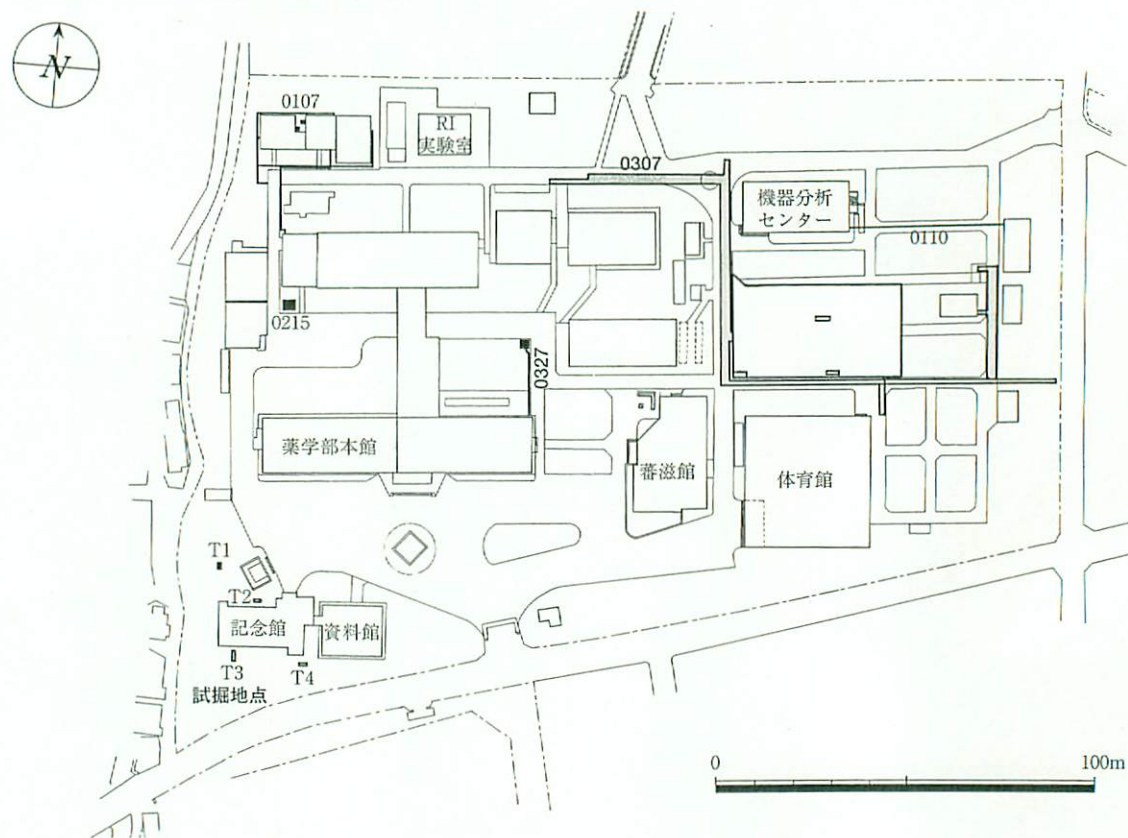 N
0107
RI
実験室
0307
機器分析
センター
0110
0215
0327
薬学部本館
蕃滋館
体育館
T1
T2
記念館
資料館
T3
T4
試掘地点
0
100m